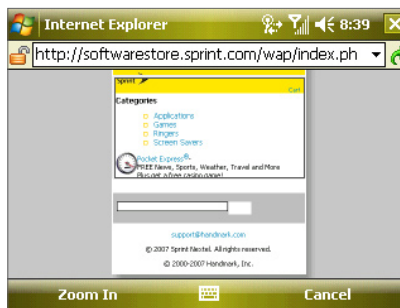 Internet Explorer 8:39
http://softwarestore.sprint.com/wap/index.ph
Sprint
Cart
Categories
Applications
Games
Ringers
Screen Savers
Pocket Express®-
FREE News, Sports, Weather, Travel and More
Plus get a free casino game!
support@handmark.com
© 2007 Sprint Nextel. All rights reserved.
© 2000-2007 Handmark, Inc.
Zoom In Cancel